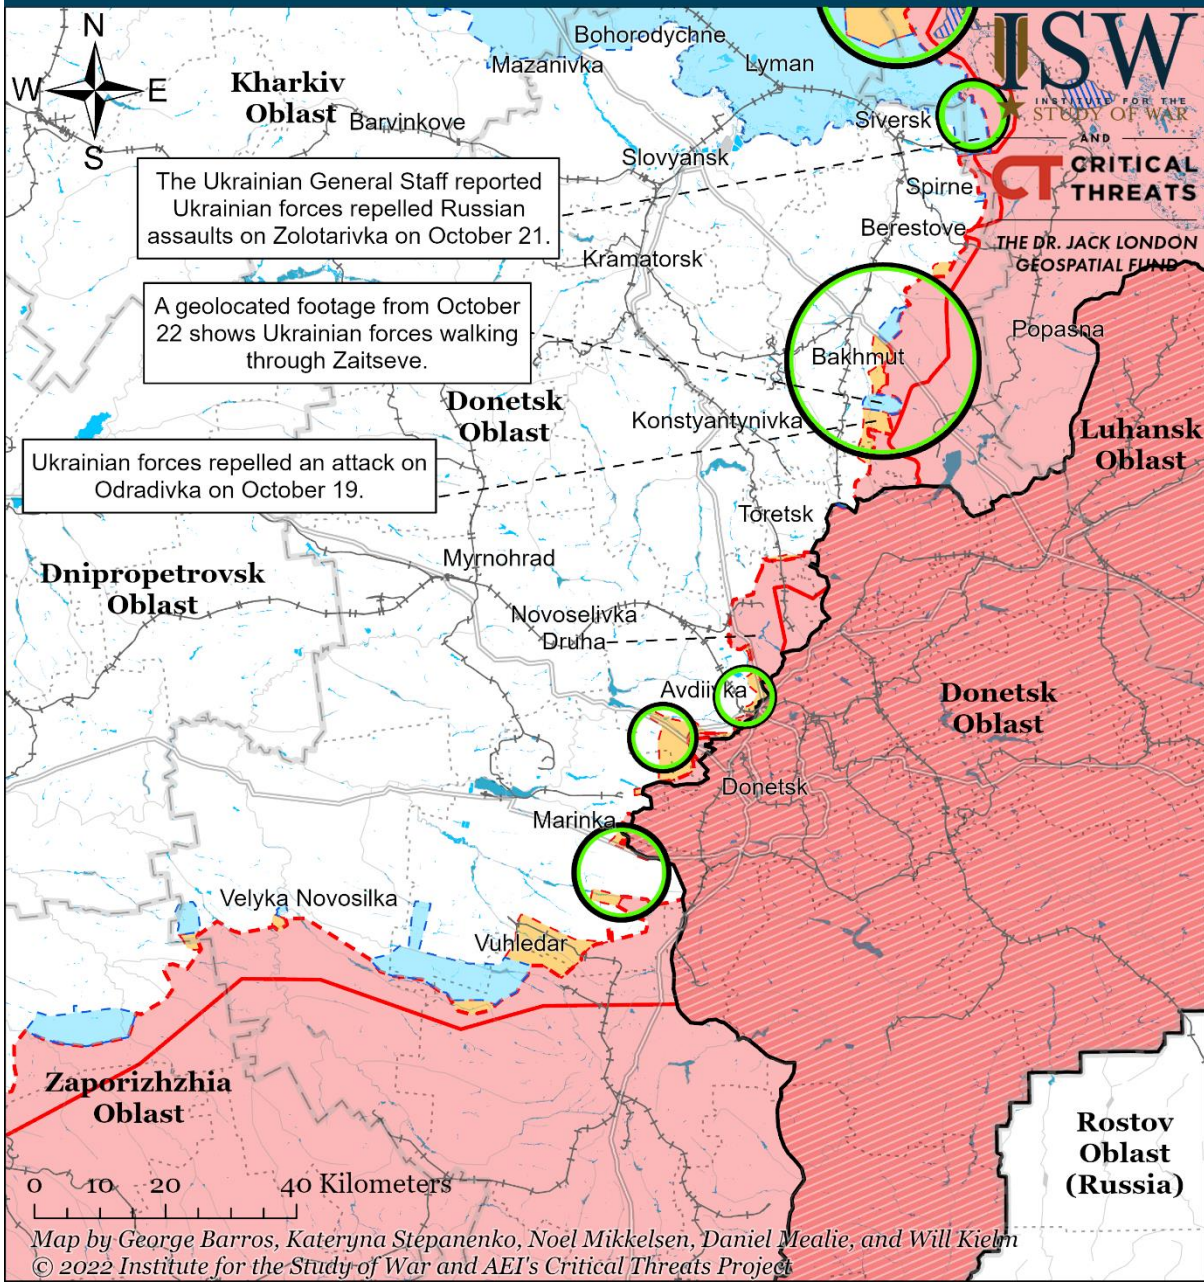 N
W E
S
ISW
INSTITUTE FOR THE
STUDY OF WAR
AND
CT CRITICAL
THREATS
THE DR. JACK LONDON
GEOSPATIAL FUND
Bohorodychne
Mazanivka
Lyman
Kharkiv
Oblast
Barvinkove
Siversk
Slovyansk
The Ukrainian General Staff reported
Ukrainian forces repelled Russian
assaults on Zolotarivka on October 21.
Spirne
Berestove
Kramatorsk
A geolocated footage from October
22 shows Ukrainian forces walking
through Zaitseve.
Popasna
Bakhmut
Donetsk
Oblast
Konstyantynivka
Luhansk
Oblast
Ukrainian forces repelled an attack on
Odradivka on October 19.
Toretsk
Myrnohrad
Dnipropetrovsk
Oblast
Novoselivka
Druha
Avdiivka
Donetsk
Oblast
Donetsk
Marinka
Velyka Novosilka
Vuhledar
Zaporizhzhia
Oblast
Rostov
Oblast
(Russia)
0 10 20 40 Kilometers
Map by George Barros, Kateryna Stepanenko, Noel Mikkelsen, Daniel Mealie, and Will Kielm
© 2022 Institute for the Study of War and AEI's Critical Threats Project